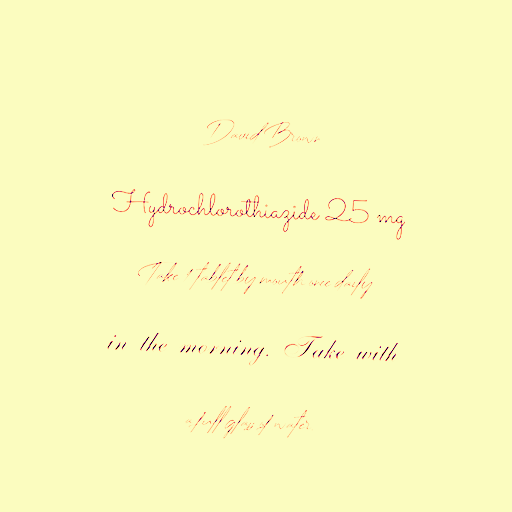 David Brown
Hydrochlorothiazide 25 mg
Take 1 tablet by mouth once daily
in the morning. Take with
a full glass of water